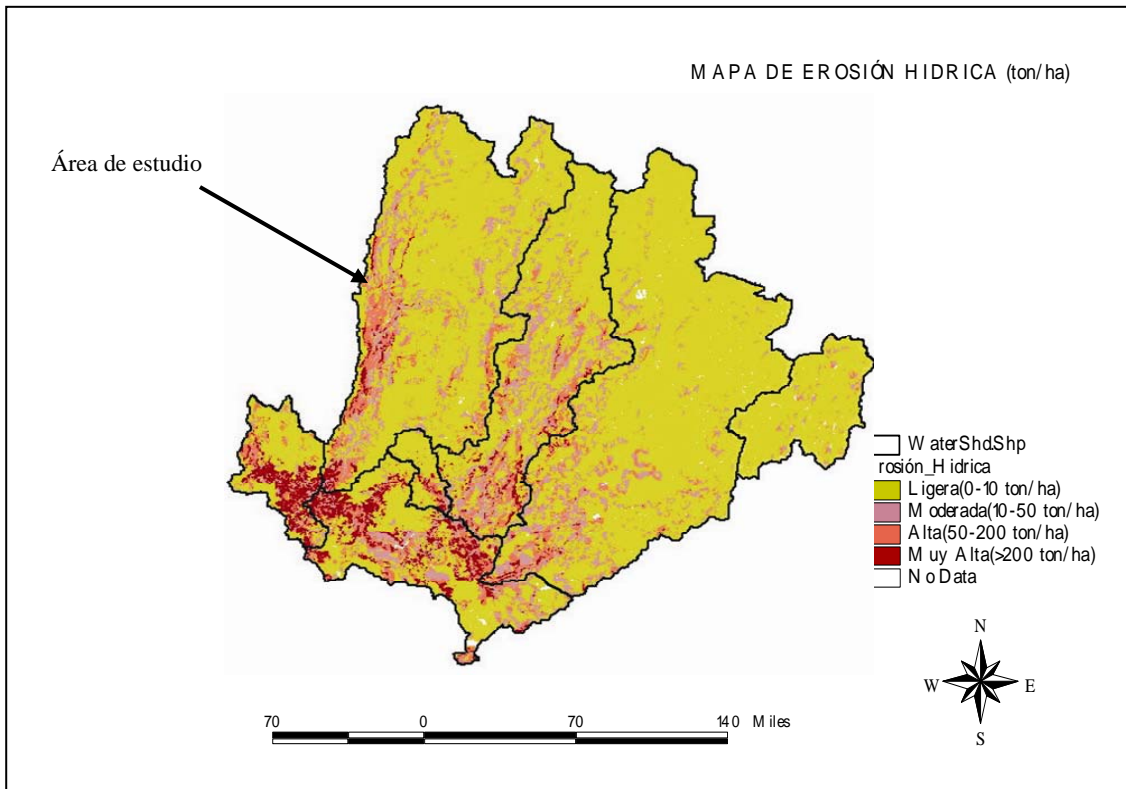 MAPA DE EROSIÓN HIDRICA (ton/ha)
Área de estudio
WaterShd.Shp
rosión_Hidrica
Ligera(0-10 ton/ha)
Moderada(10-50 ton/ha)
Alta(50-200 ton/ha)
Muy Alta(>200 ton/ha)
No Data
N
W E
S
70 0 70 140 Miles